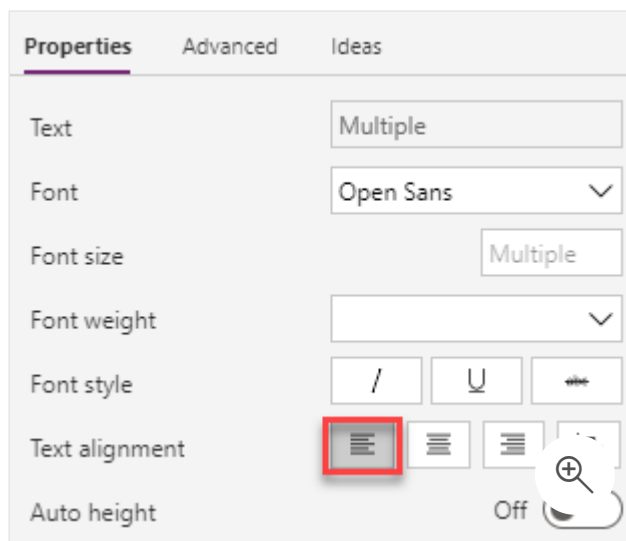 Properties Advanced Ideas
Text Multiple
Font Open Sans
Font size Multiple
Font weight
Font style / U abc
Text alignment
Auto height Off